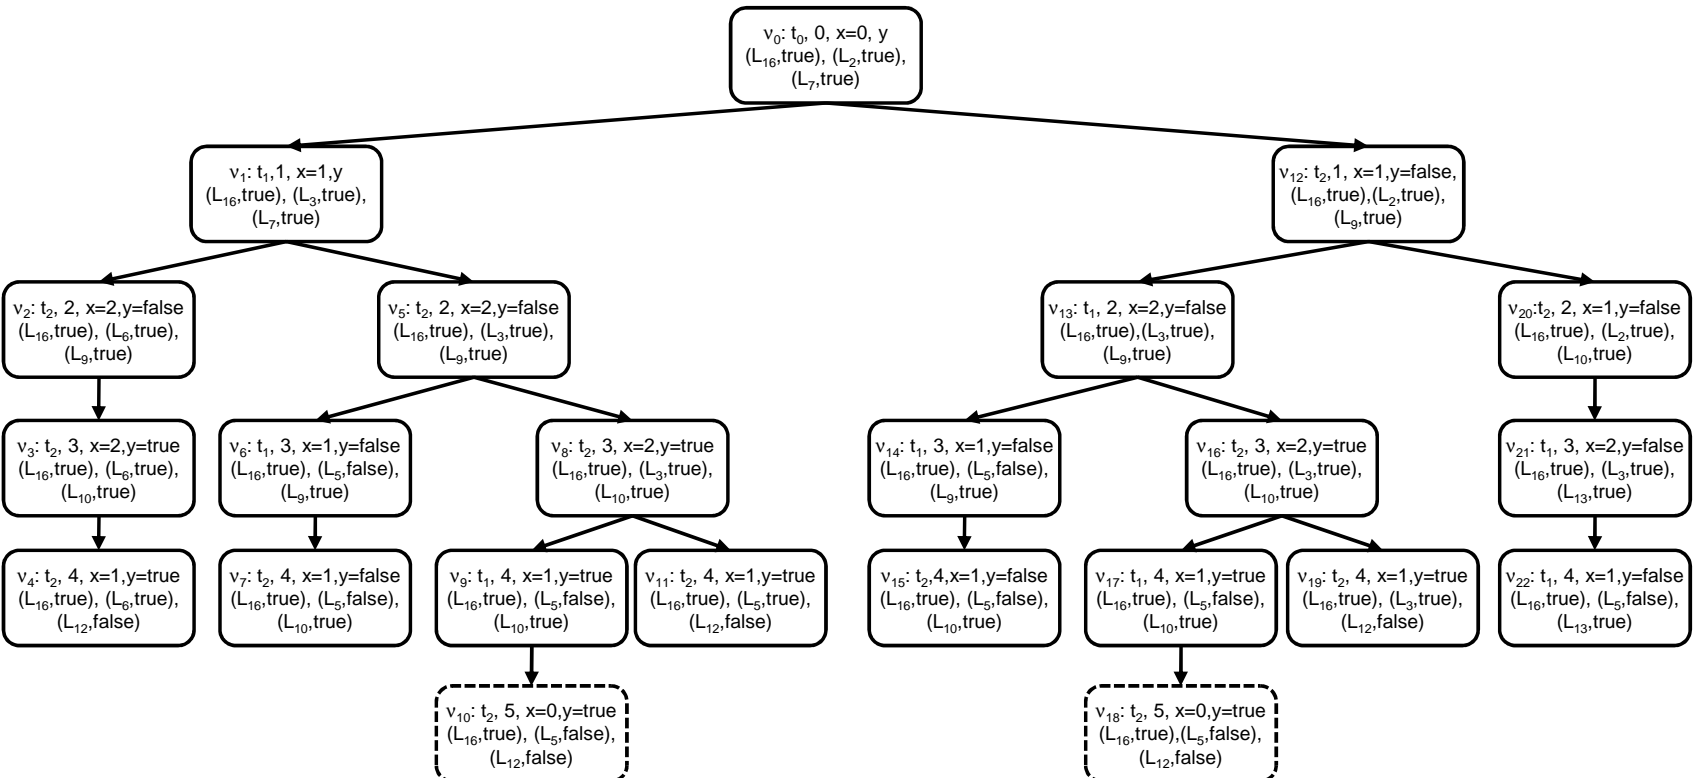 ν₀: t₀, 0, x=0, y
(L₁₆,true), (L₂,true),
(L₇,true)
ν₁: t₁,1, x=1,y
(L₁₆,true), (L₃,true),
(L₇,true)
ν₁₂: t₂,1, x=1,y=false,
(L₁₆,true),(L₂,true),
(L₉,true)
ν₂: t₂, 2, x=2,y=false
(L₁₆,true), (L₆,true),
(L₉,true)
ν₅: t₂, 2, x=2,y=false
(L₁₆,true), (L₃,true),
(L₉,true)
ν₁₃: t₁, 2, x=2,y=false
(L₁₆,true),(L₃,true),
(L₉,true)
ν₂₀:t₂, 2, x=1,y=false
(L₁₆,true), (L₂,true),
(L₁₀,true)
ν₃: t₂, 3, x=2,y=true
(L₁₆,true), (L₆,true),
(L₁₀,true)
ν₆: t₁, 3, x=1,y=false
(L₁₆,true), (L₅,false),
(L₉,true)
ν₈: t₂, 3, x=2,y=true
(L₁₆,true), (L₃,true),
(L₁₀,true)
ν₁₄: t₁, 3, x=1,y=false
(L₁₆,true), (L₅,false),
(L₉,true)
ν₁₆: t₂, 3, x=2,y=true
(L₁₆,true), (L₃,true),
(L₁₀,true)
ν₂₁: t₁, 3, x=2,y=false
(L₁₆,true), (L₃,true),
(L₁₃,true)
ν₄: t₂, 4, x=1,y=true
(L₁₆,true), (L₆,true),
(L₁₂,false)
ν₇: t₂, 4, x=1,y=false
(L₁₆,true), (L₅,false),
(L₁₀,true)
ν₉: t₁, 4, x=1,y=true
(L₁₆,true), (L₅,false),
(L₁₀,true)
ν₁₁: t₂, 4, x=1,y=true
(L₁₆,true), (L₅,true),
(L₁₂,false)
ν₁₅: t₂,4,x=1,y=false
(L₁₆,true), (L₅,false),
(L₁₀,true)
ν₁₇: t₁, 4, x=1,y=true
(L₁₆,true), (L₅,false),
(L₁₀,true)
ν₁₉: t₂, 4, x=1,y=true
(L₁₆,true), (L₃,true),
(L₁₂,false)
ν₂₂: t₁, 4, x=1,y=false
(L₁₆,true), (L₅,false),
(L₁₃,true)
ν₁₀: t₂, 5, x=0,y=true
(L₁₆,true), (L₅,false),
(L₁₂,false)
ν₁₈: t₂, 5, x=0,y=true
(L₁₆,true),(L₅,false),
(L₁₂,false)